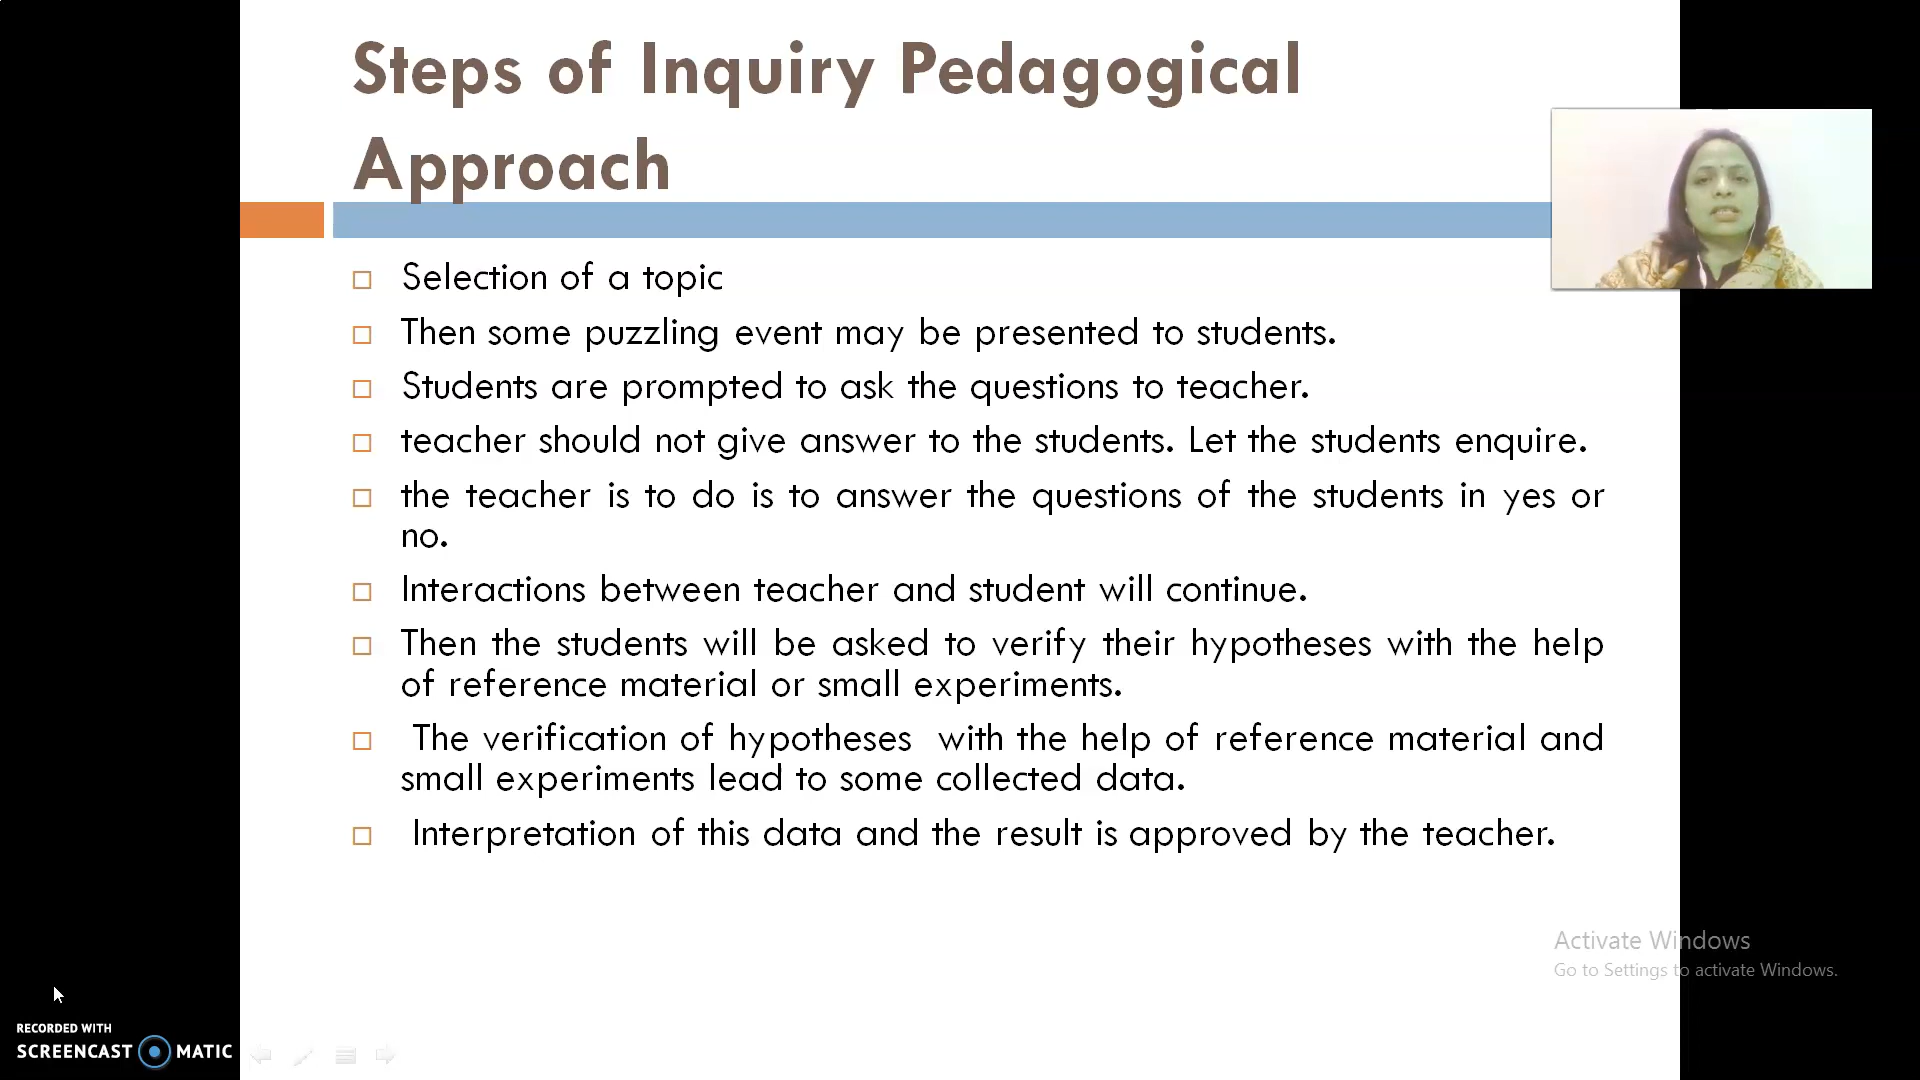 Steps of Inquiry Pedagogical
Approach
Selection of a topic
Then some puzzling event may be presented to students.
Students are prompted to ask the questions to teacher.
teacher should not give answer to the students. Let the students enquire.
the teacher is to do is to answer the questions of the students in yes or
no.
Interactions between teacher and student will continue.
Then the students will be asked to verify their hypotheses with the help
of reference material or small experiments.
The verification of hypotheses with the help of reference material and
small experiments lead to some collected data.
Interpretation of this data and the result is approved by the teacher.
Activate Windows
Go to Settings to activate Windows.
RECORDED WITH
SCREENCAST MATIC